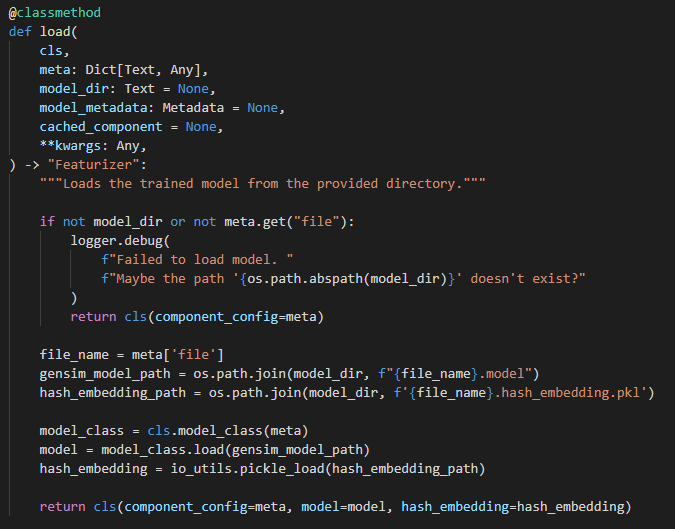 @classmethod
def load(
    cls,
    meta: Dict[Text, Any],
    model_dir: Text = None,
    model_metadata: Metadata = None,
    cached_component = None,
    **kwargs: Any,
) -> "Featurizer":
    """Loads the trained model from the provided directory."""

    if not model_dir or not meta.get("file"):
        logger.debug(
            f"Failed to load model. "
            f"Maybe the path '{os.path.abspath(model_dir)}' doesn't exist?"
        )
        return cls(component_config=meta)

    file_name = meta['file']
    gensim_model_path = os.path.join(model_dir, f"{file_name}.model")
    hash_embedding_path = os.path.join(model_dir, f'{file_name}.hash_embedding.pkl')

    model_class = cls.model_class(meta)
    model = model_class.load(gensim_model_path)
    hash_embedding = io_utils.pickle_load(hash_embedding_path)

    return cls(component_config=meta, model=model, hash_embedding=hash_embedding)